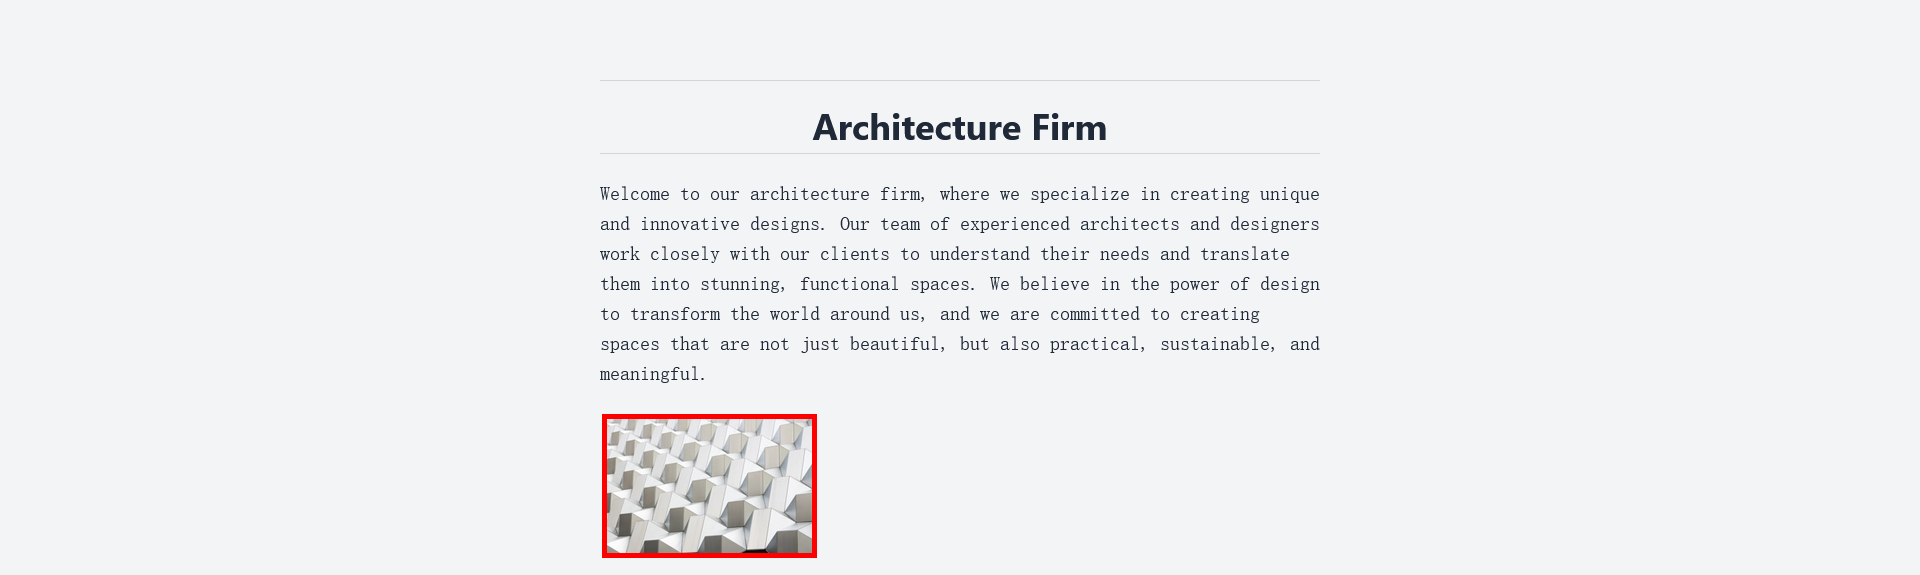 Architecture Firm
Welcome to our architecture firm, where we specialize in creating unique
and innovative designs. Our team of experienced architects and designers
work closely with our clients to understand their needs and translate
them into stunning, functional spaces. We believe in the power of design
to transform the world around us, and we are committed to creating
spaces that are not just beautiful, but also practical, sustainable, and
meaningful.